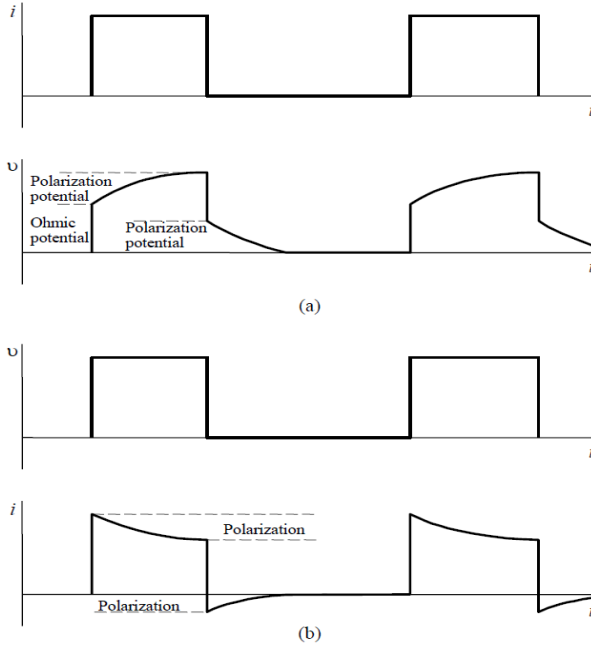 i
t
υ
Polarization
potential
Ohmic
potential
Polarization
potential
t
(a)
υ
t
i
Polarization
Polarization
t
(b)